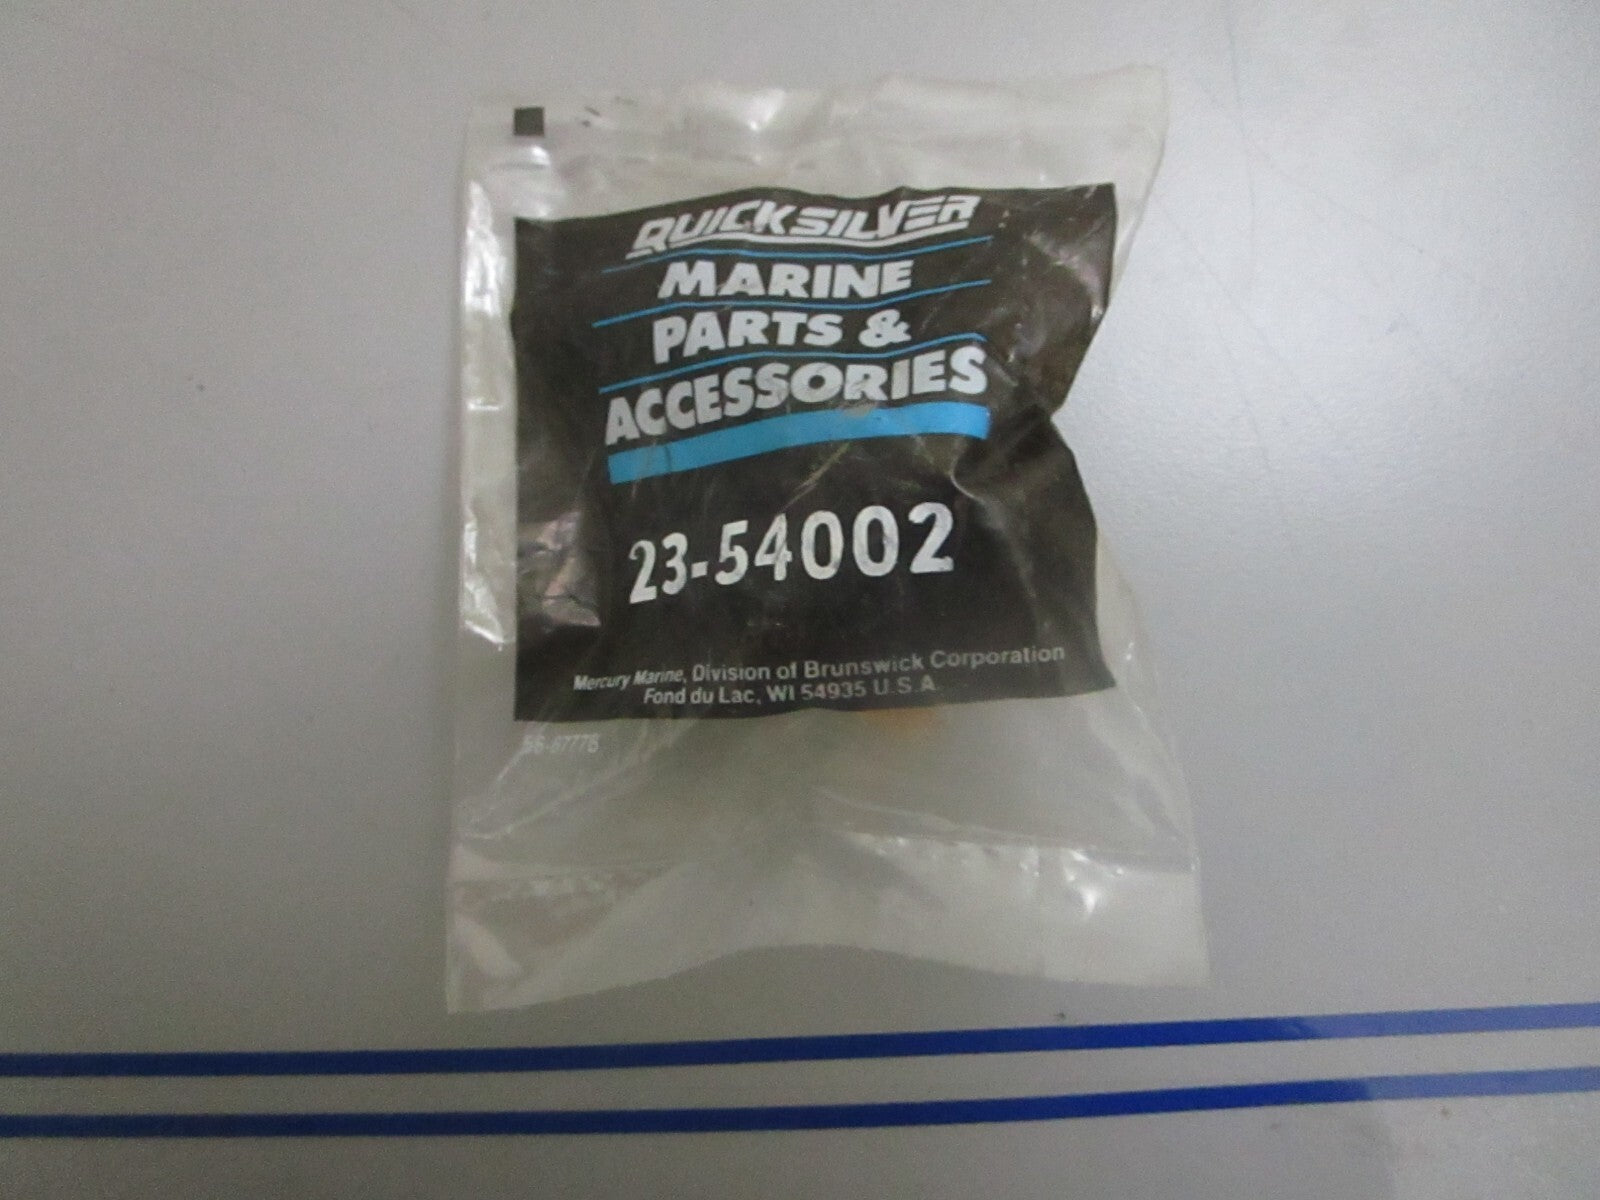 QUICKSILVER
MARINE
PARTS &
ACCESSORIES
23-54002
Mercury Marine, Division of Brunswick Corporation
Fond du Lac, WI 54935 U.S.A.